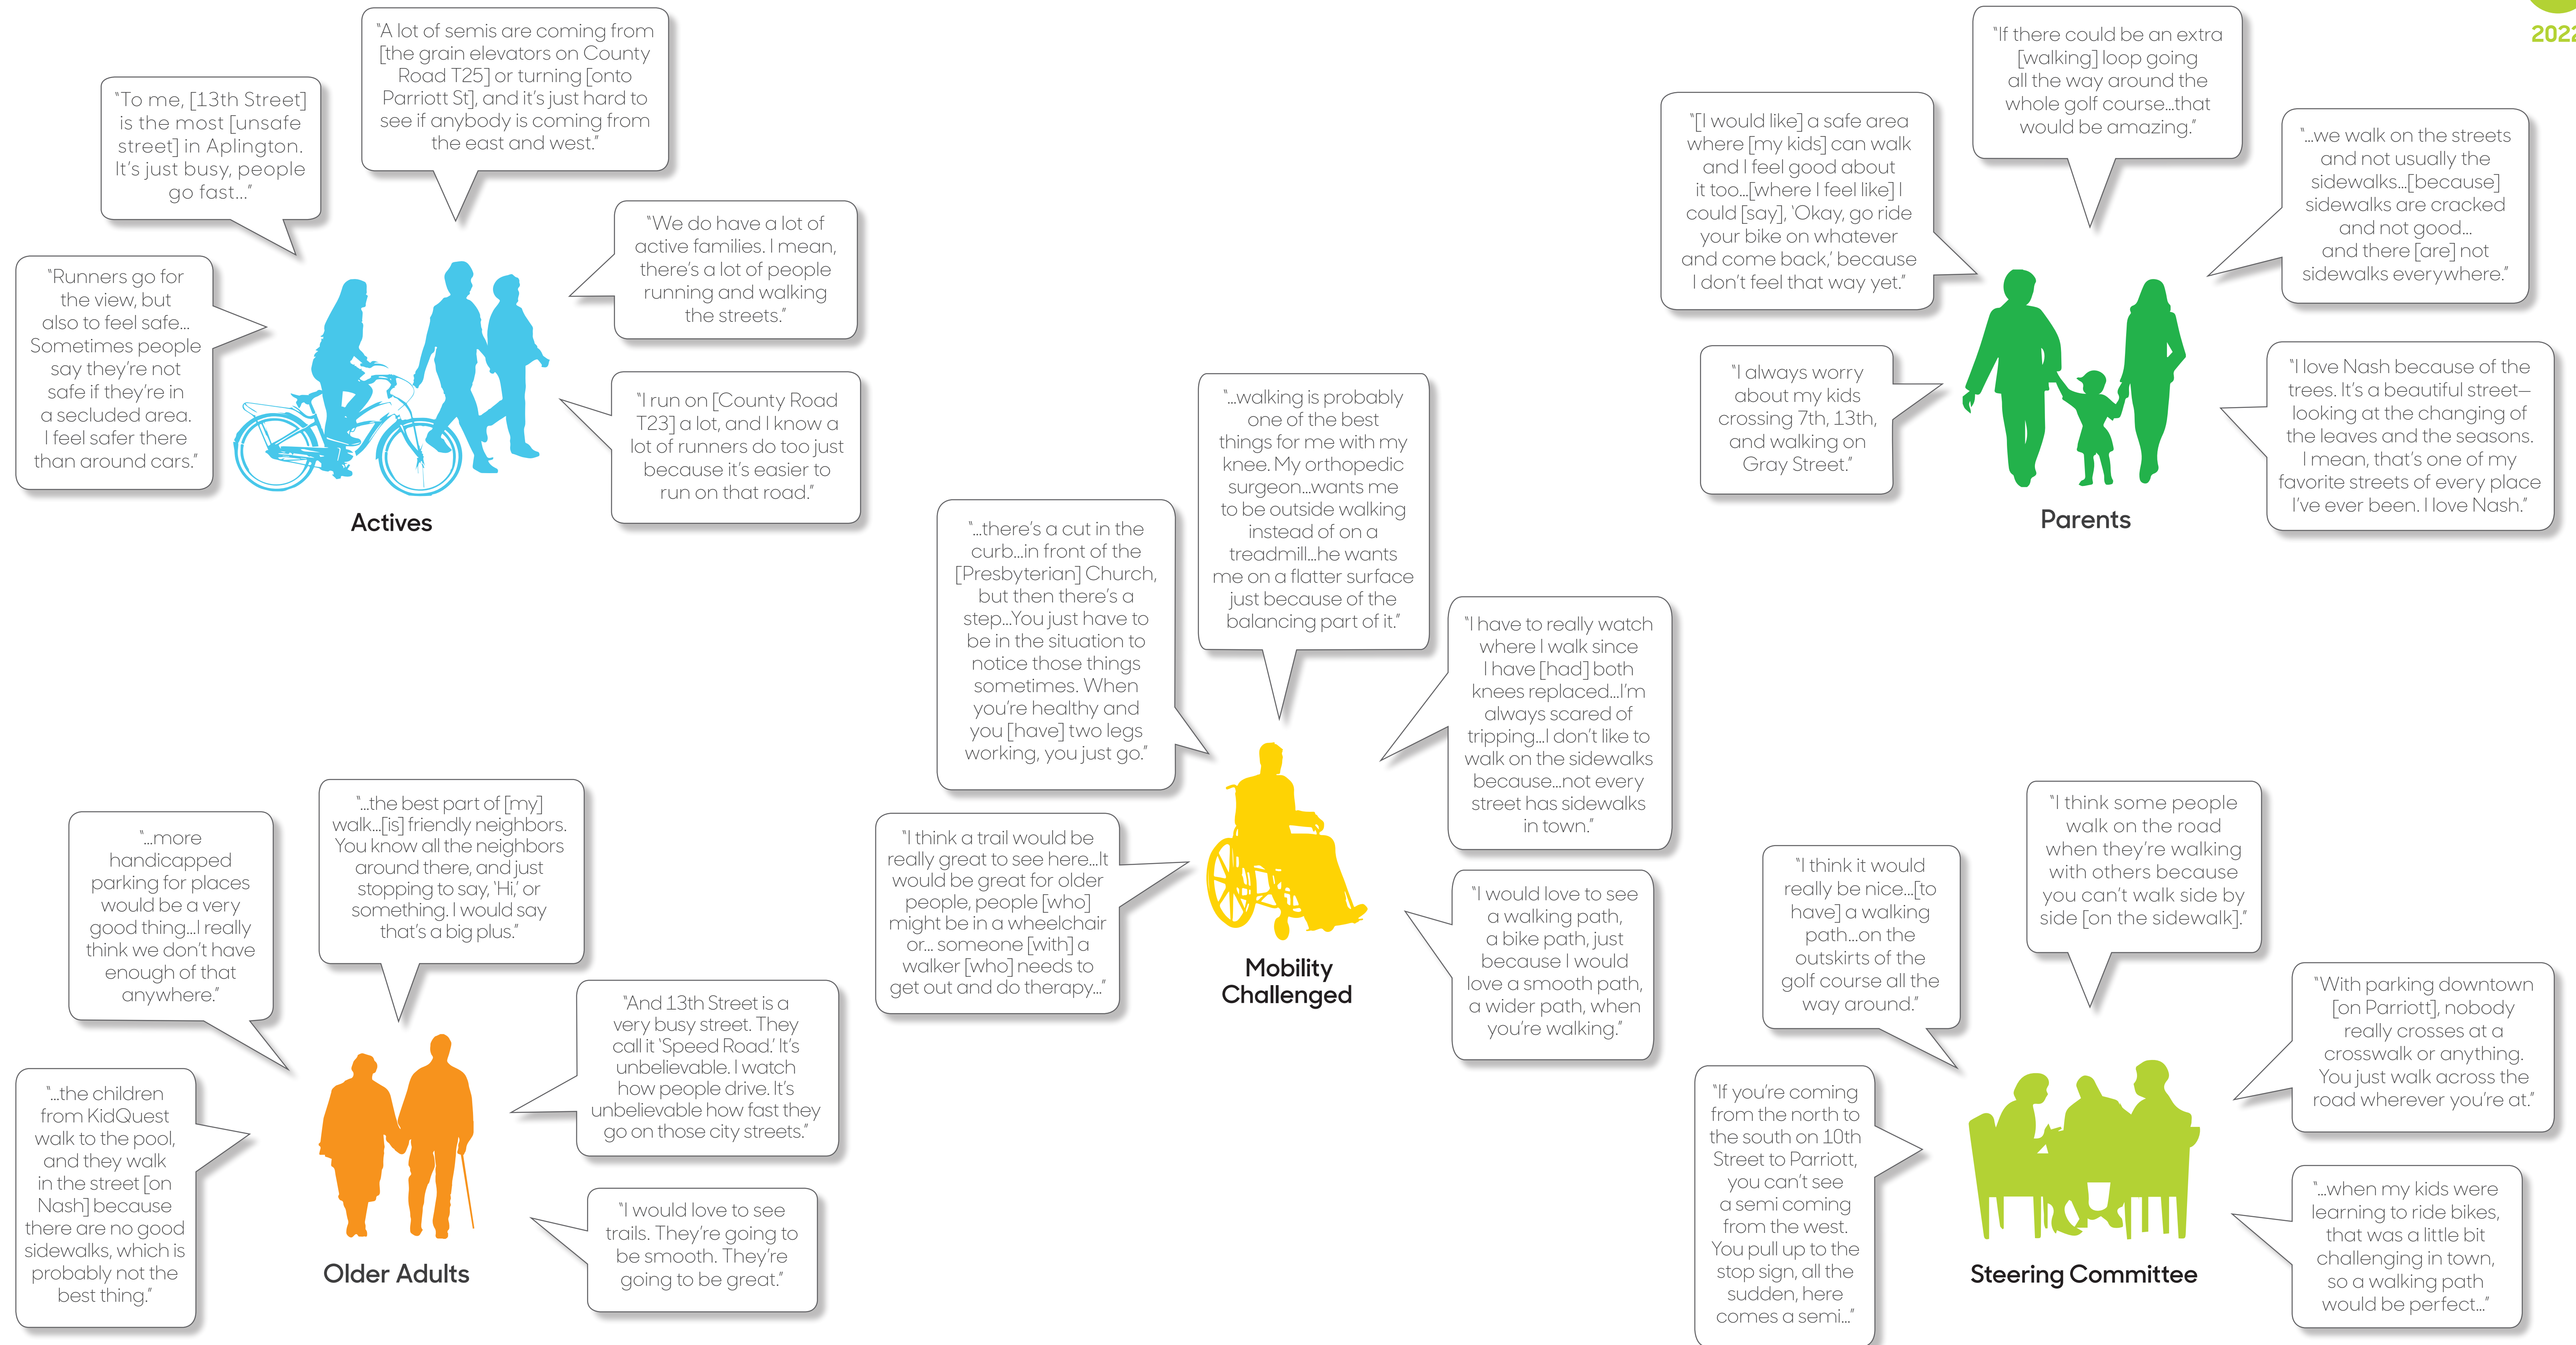 2022
"A lot of semis are coming from
[the grain elevators on County
Road T25] or turning [onto
Parriott St], and it's just hard to
see if anybody is coming from
the east and west."
"To me, [13th Street]
is the most [unsafe
street] in Aplington.
It's just busy, people
go fast..."
"We do have a lot of
active families. I mean,
there's a lot of people
running and walking
the streets."
"Runners go for
the view, but
also to feel safe...
Sometimes people
say they're not
safe if they're in
a secluded area.
I feel safer there
than around cars."
"I run on [County Road
T23] a lot, and I know a
lot of runners do too just
because it's easier to
run on that road."
Actives
"If there could be an extra
[walking] loop going
all the way around the
whole golf course...that
would be amazing."
"[I would like] a safe area
where [my kids] can walk
and I feel good about
it too...[where I feel like] I
could [say], 'Okay, go ride
your bike on whatever
and come back,' because
I don't feel that way yet."
"...we walk on the streets
and not usually the
sidewalks...[because]
sidewalks are cracked
and not good...
and there [are] not
sidewalks everywhere."
"I always worry
about my kids
crossing 7th, 13th,
and walking on
Gray Street."
"I love Nash because of the
trees. It's a beautiful street—
looking at the changing of
the leaves and the seasons.
I mean, that's one of my
favorite streets of every place
I've ever been. I love Nash."
Parents
"...walking is probably
one of the best
things for me with my
knee. My orthopedic
surgeon...wants me
to be outside walking
instead of on a
treadmill...he wants
me on a flatter surface
just because of the
balancing part of it."
"...there's a cut in the
curb...in front of the
[Presbyterian] Church,
but then there's a
step...You just have to
be in the situation to
notice those things
sometimes. When
you're healthy and
you [have] two legs
working, you just go."
"I have to really watch
where I walk since
I have [had] both
knees replaced...I'm
always scared of
tripping...I don't like to
walk on the sidewalks
because...not every
street has sidewalks
in town."
"I think a trail would be
really great to see here...It
would be great for older
people, people [who]
might be in a wheelchair
or... someone [with] a
walker [who] needs to
get out and do therapy..."
"I would love to see
a walking path,
a bike path, just
because I would
love a smooth path,
a wider path, when
you're walking."
Mobility
Challenged
"...the best part of [my]
walk...[is] friendly neighbors.
You know all the neighbors
around there, and just
stopping to say, 'Hi,' or
something. I would say
that's a big plus."
"...more
handicapped
parking for places
would be a very
good thing...I really
think we don't have
enough of that
anywhere."
"And 13th Street is a
very busy street. They
call it 'Speed Road.' It's
unbelievable. I watch
how people drive. It's
unbelievable how fast they
go on those city streets."
"...the children
from KidQuest
walk to the pool,
and they walk
in the street [on
Nash] because
there are no good
sidewalks, which is
probably not the
best thing."
"I would love to see
trails. They're going to
be smooth. They're
going to be great."
Older Adults
"I think some people
walk on the road
when they're walking
with others because
you can't walk side by
side [on the sidewalk]."
"I think it would
really be nice...[to
have] a walking
path...on the
outskirts of the
golf course all the
way around."
"With parking downtown
[on Parriott], nobody
really crosses at a
crosswalk or anything.
You just walk across the
road wherever you're at."
"If you're coming
from the north to
the south on 10th
Street to Parriott,
you can't see
a semi coming
from the west.
You pull up to the
stop sign, all the
sudden, here
comes a semi..."
"...when my kids were
learning to ride bikes,
that was a little bit
challenging in town,
so a walking path
would be perfect..."
Steering Committee